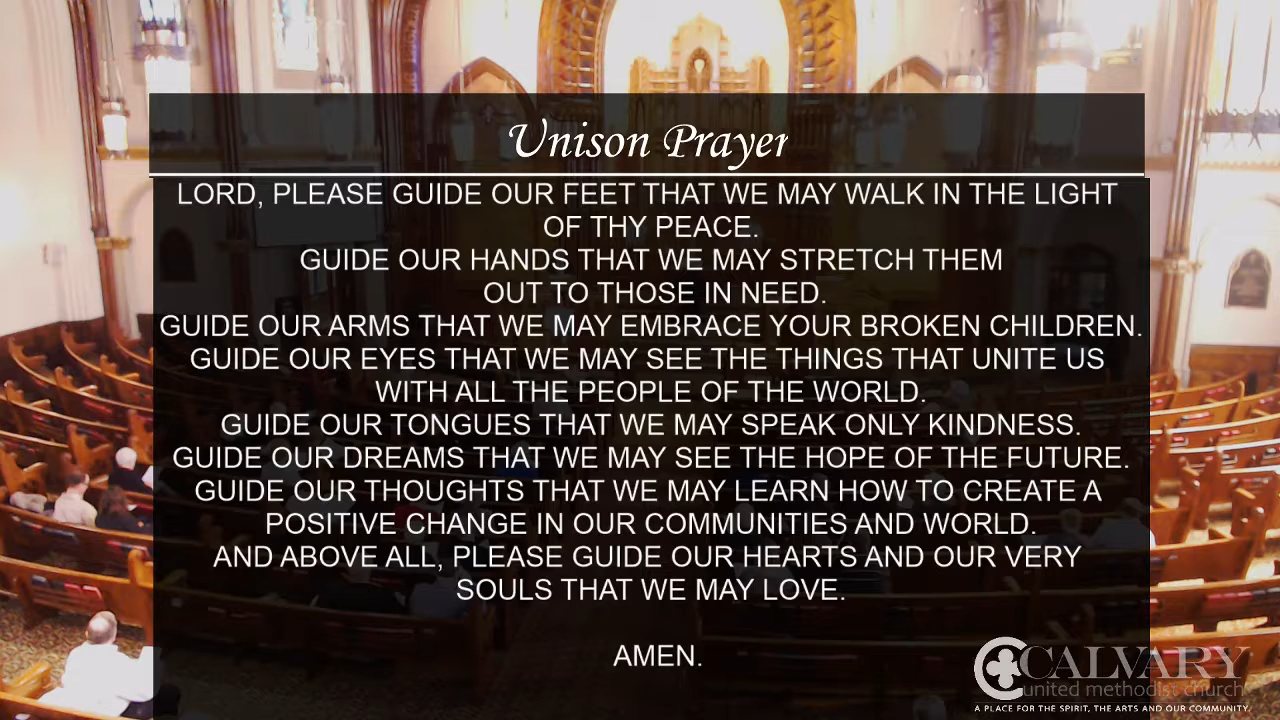 Unison Prayer
LORD, PLEASE GUIDE OUR FEET THAT WE MAY WALK IN THE LIGHT
OF THY PEACE.
GUIDE OUR HANDS THAT WE MAY STRETCH THEM
OUT TO THOSE IN NEED.
GUIDE OUR ARMS THAT WE MAY EMBRACE YOUR BROKEN CHILDREN.
GUIDE OUR EYES THAT WE MAY SEE THE THINGS THAT UNITE US
WITH ALL THE PEOPLE OF THE WORLD.
GUIDE OUR TONGUES THAT WE MAY SPEAK ONLY KINDNESS.
GUIDE OUR DREAMS THAT WE MAY SEE THE HOPE OF THE FUTURE.
GUIDE OUR THOUGHTS THAT WE MAY LEARN HOW TO CREATE A
POSITIVE CHANGE IN OUR COMMUNITIES AND WORLD.
AND ABOVE ALL, PLEASE GUIDE OUR HEARTS AND OUR VERY
SOULS THAT WE MAY LOVE.
AMEN.
CALVARY
united methodist church
A PLACE FOR THE SPIRIT, THE ARTS AND OUR COMMUNITY.